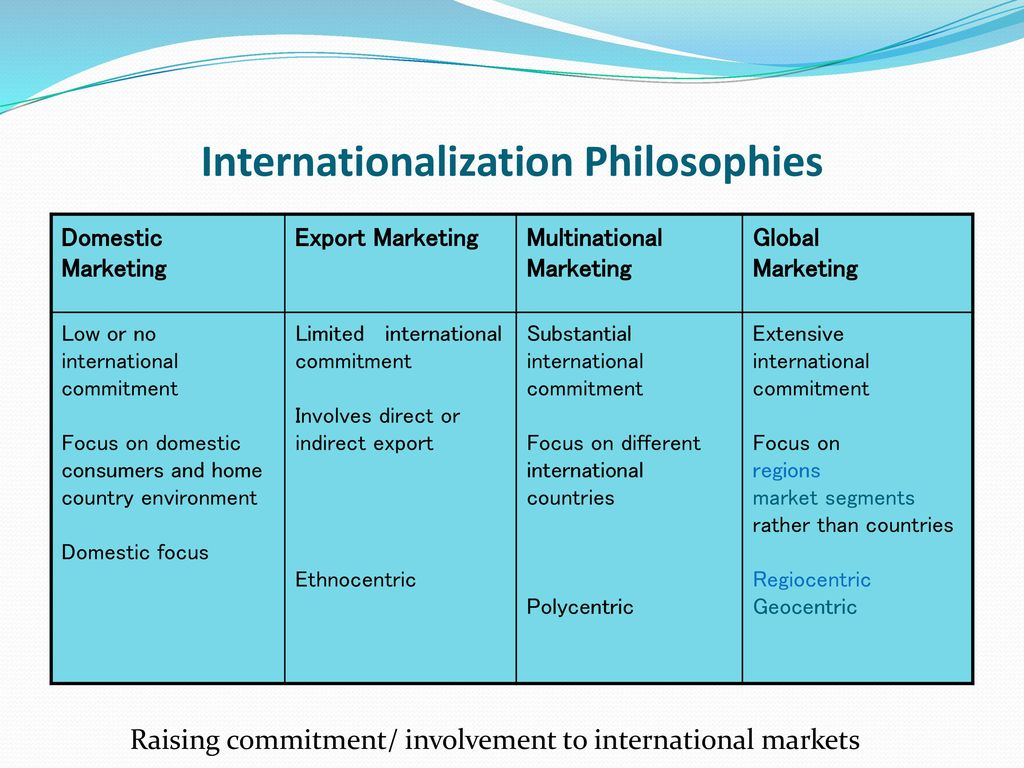 Internationalization Philosophies
Domestic
Marketing
Export Marketing
Multinational
Marketing
Global
Marketing
Low or no
international
commitment
Focus on domestic
consumers and home
country environment
Domestic focus
Limited international
commitment
Involves direct or
indirect export
Ethnocentric
Substantial
international
commitment
Focus on different
international
countries
Polycentric
Extensive
international
commitment
Focus on
regions
market segments
rather than countries
Regiocentric
Geocentric
Raising commitment/ involvement to international markets